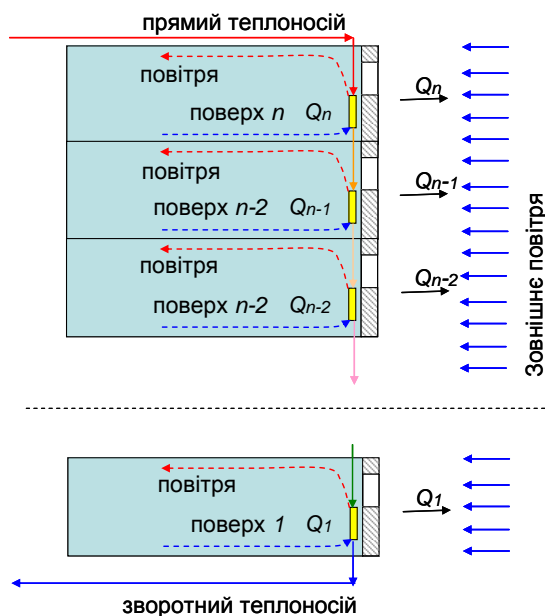 прямий теплоносій
повітря
поверх n Qn
Qn
повітря
поверх n-2 Qn-1
Qn-1
повітря
поверх n-2 Qn-2
Qn-2
Зовнішнє повітря
повітря
поверх 1 Q1
Q1
зворотний теплоносій